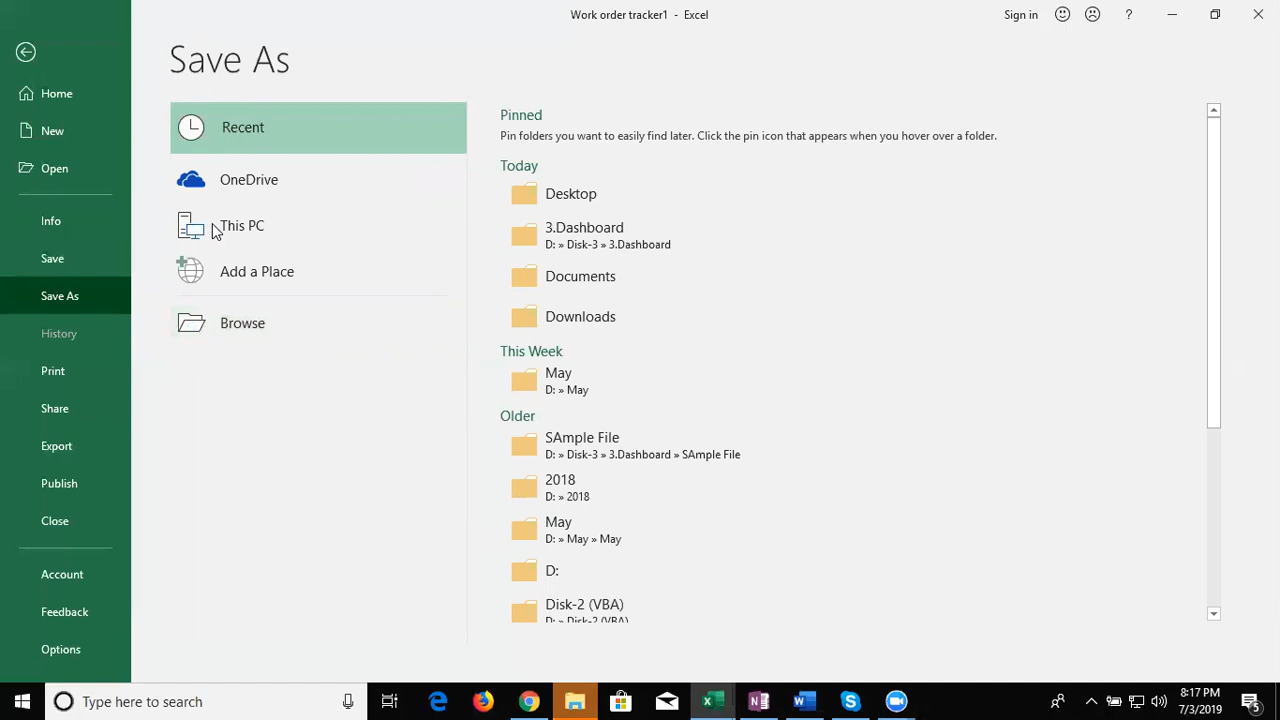 Work order tracker1 - Excel
Sign in
?
Save As
Home
New
Open
Info
Save
Save As
History
Print
Share
Export
Publish
Close
Account
Feedback
Options
Recent
OneDrive
This PC
Add a Place
Browse
Pinned
Pin folders you want to easily find later. Click the pin icon that appears when you hover over a folder.
Today
Desktop
3.Dashboard
D: » Disk-3 » 3.Dashboard
Documents
Downloads
This Week
May
D: » May
Older
SAmple File
D: » Disk-3 » 3.Dashboard » SAmple File
2018
D: » 2018
May
D: » May » May
D:
Disk-2 (VBA)
D: » Disk-2 (VBA)
Type here to search
8:17 PM
7/3/2019
5